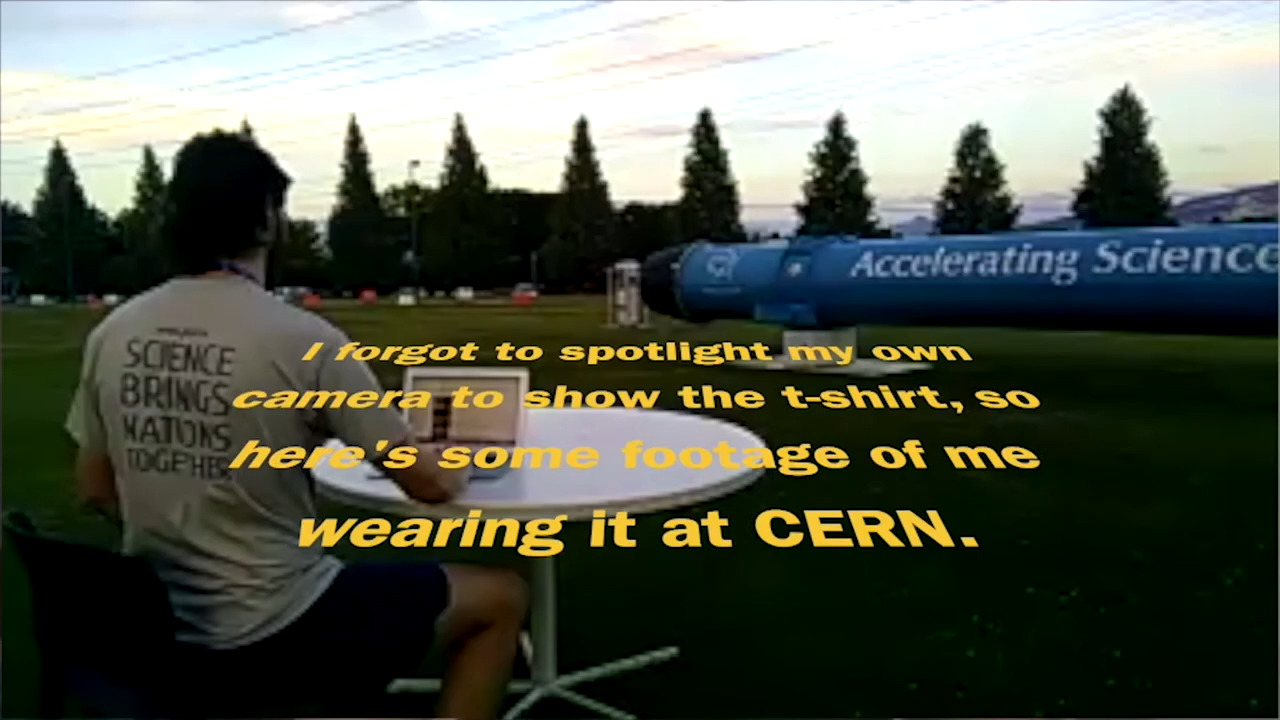 Accelerating Science
SCIENCE
BRINGS
NATIONS
TOGETHER
I forgot to spotlight my own
camera to show the t-shirt, so
here's some footage of me
wearing it at CERN.